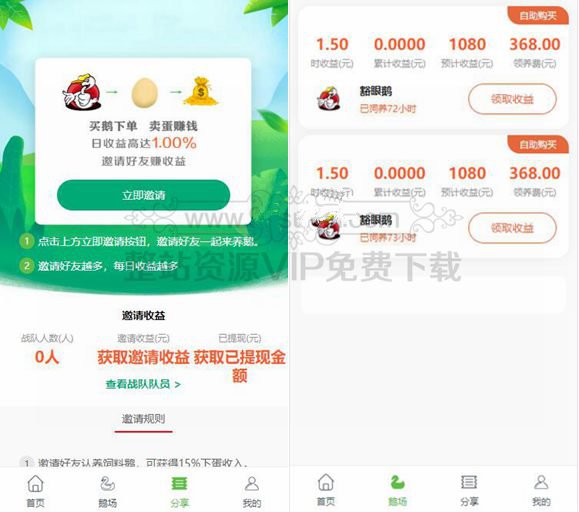 买鹅下单 卖蛋赚钱
日收益高达1.00%
邀请好友赚收益
立即邀请
1 点击上方立即邀请按钮，邀请好友一起来养鹅。
2 邀请好友越多，每日收益越多
邀请收益
战队人数(人) 邀请收益(元) 已提现(元)
0人 获取邀请收益 获取已提现金
额
查看战队队员 >
邀请规则
1 邀请好友认养饲料鹅，可获得15%下蛋收入。
首页 鹅场 分享 我的
自助购买
1.50 0.0000 1080 368.00
时收益(元) 累计收益(元) 预计收益(元) 领养蕞(元)
豁眼鹅
已饲养72小时
领取收益
自助购买
1.50 0.0000 1080 368.00
时收益(元) 累计收益(元) 预计收益(元) 领养蕞(元)
豁眼鹅
已饲养73小时
领取收益
首页 鹅场 分享 我的
整站资源VIP免费下载